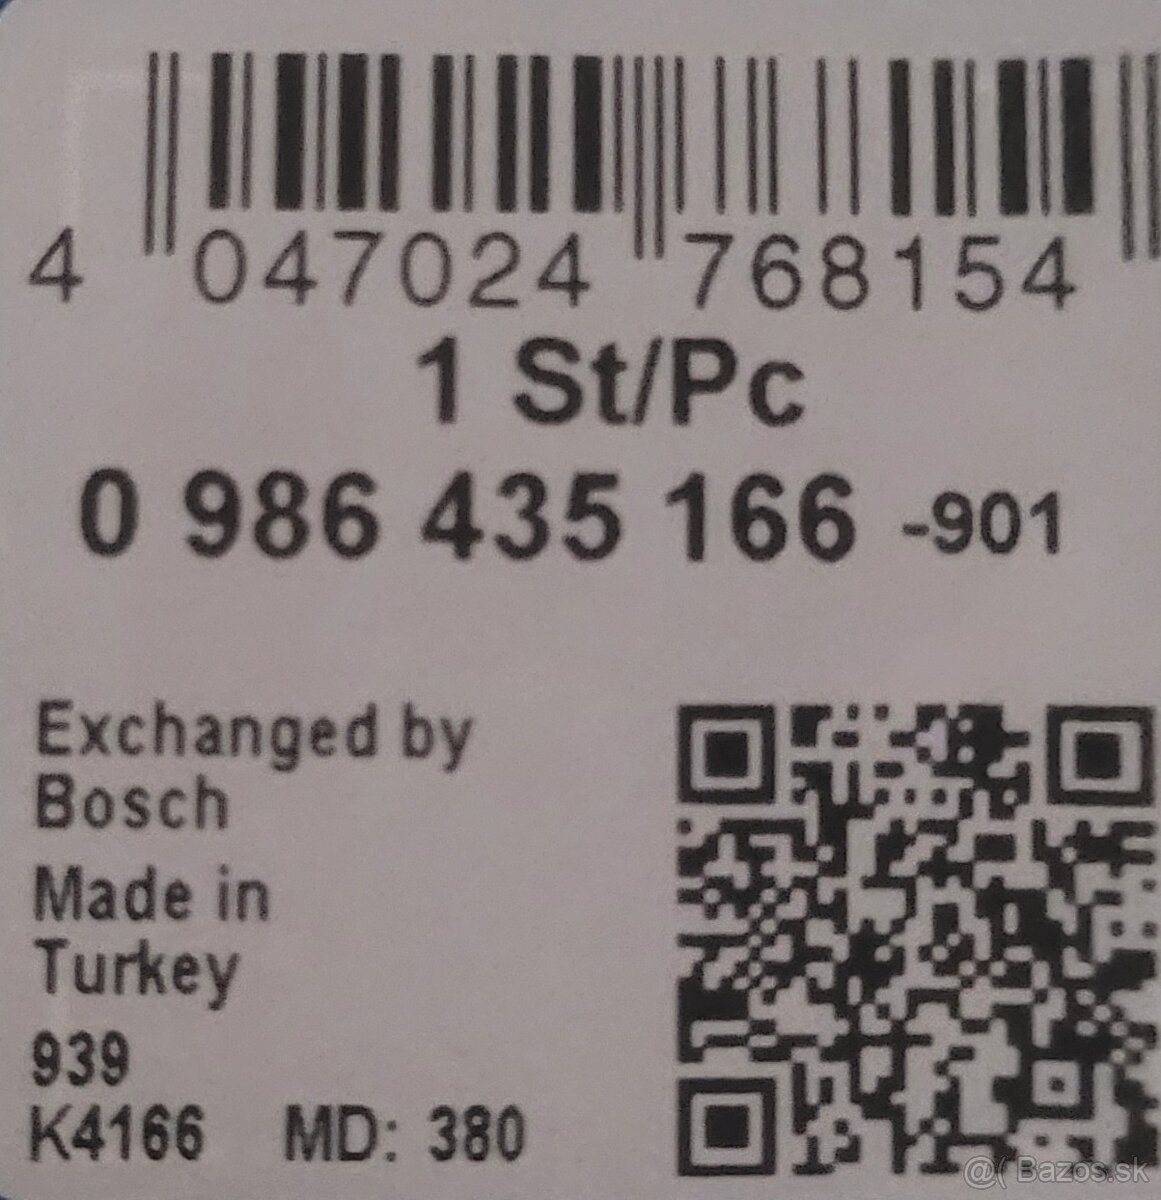 4 047024 768154
1 St/Pc
0 986 435 166 -901
Exchanged by
Bosch
Made in
Turkey
939
K4166 MD: 380
@( Bazos.sk